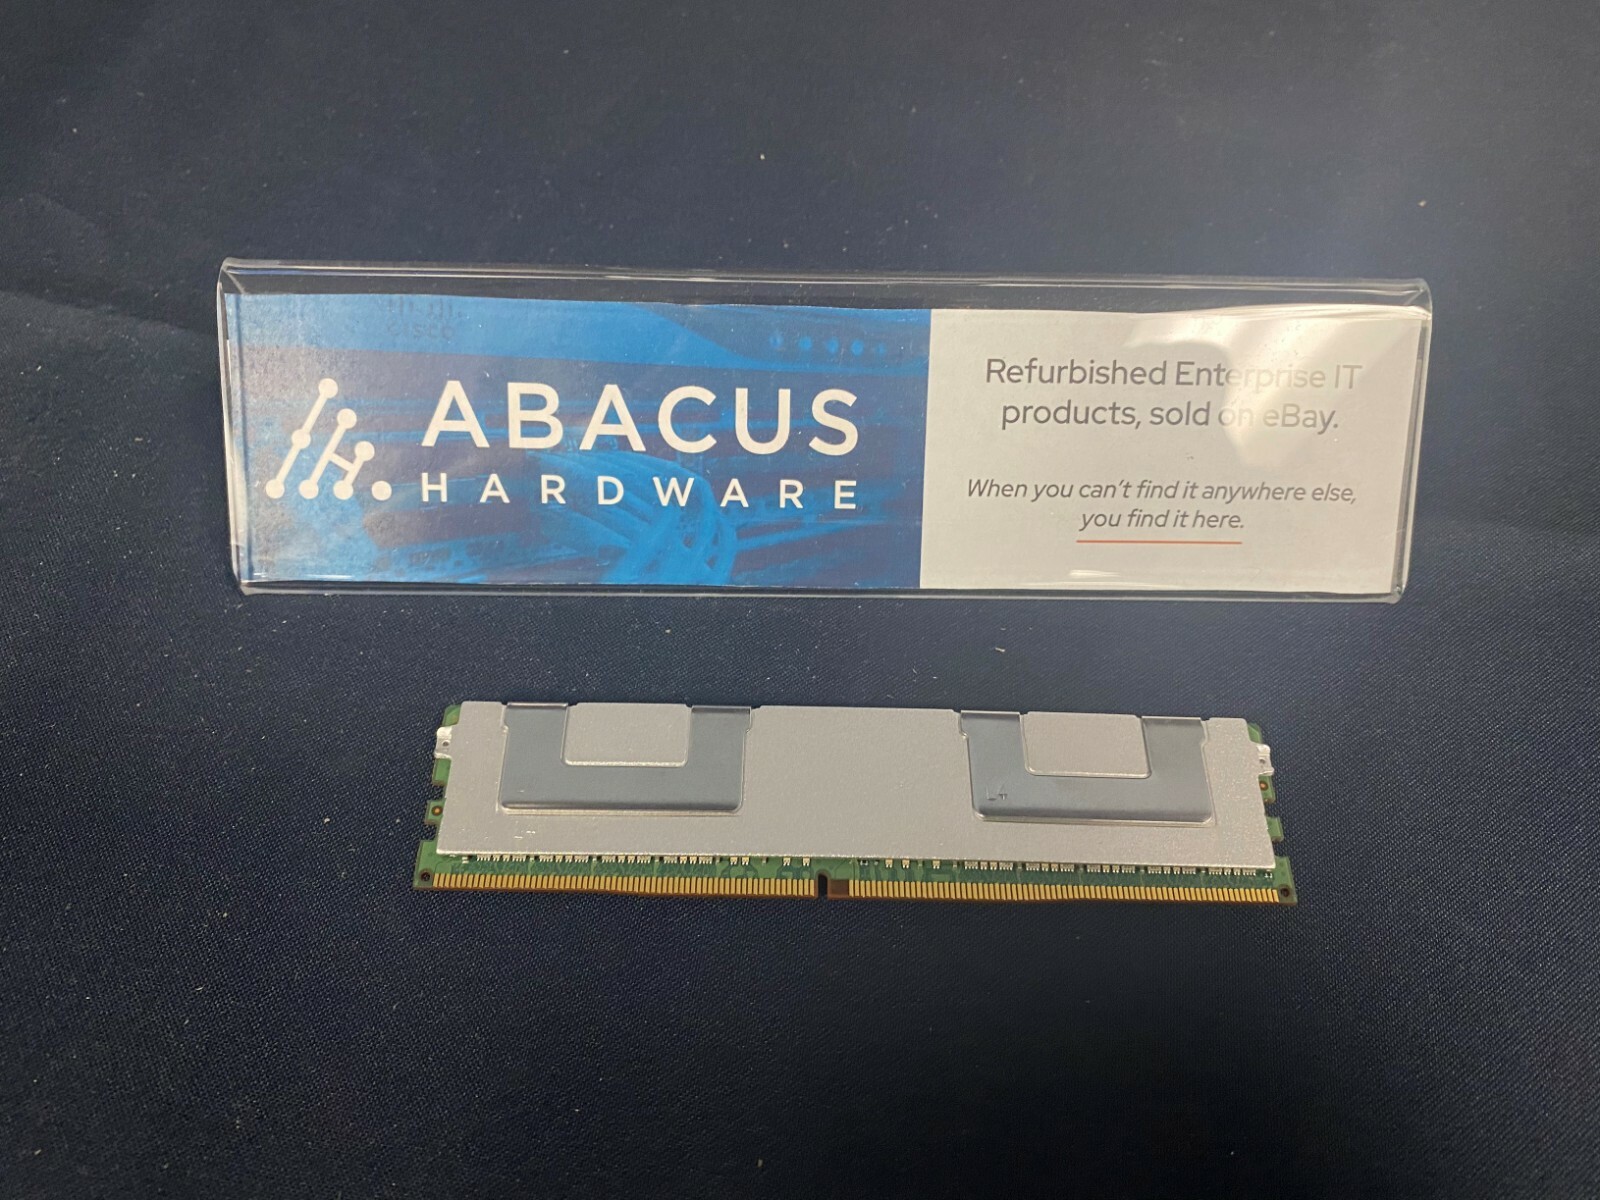 cisco
ABACUS
HARDWARE
Refurbished Enterprise IT
products, sold on eBay.
When you can't find it anywhere else,
you find it here.